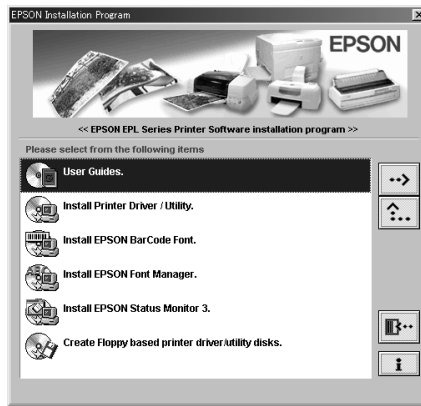 EPSON Installation Program
EPSON
<< EPSON EPL Series Printer Software installation program >>
Please select from the following items
User Guides.
Install Printer Driver / Utility.
Install EPSON BarCode Font.
Install EPSON Font Manager.
Install EPSON Status Monitor 3.
Create Floppy based printer driver/utility disks.